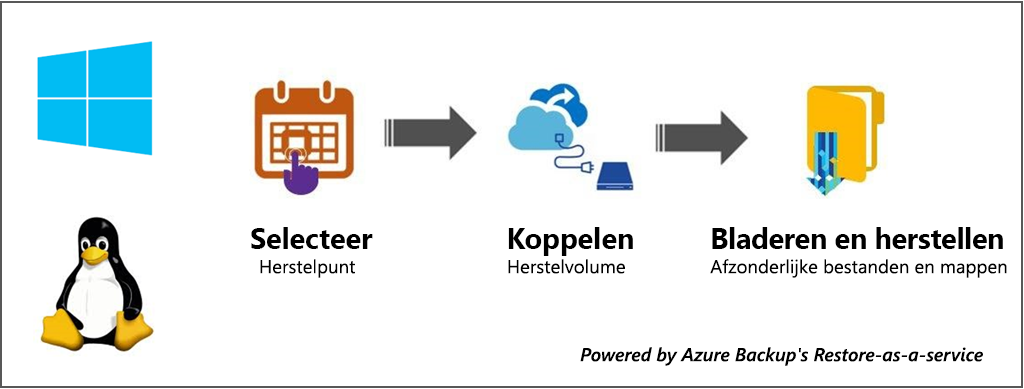 Selecteer
Herstelpunt
Koppelen
Herstelvolume
Bladeren en herstellen
Afzonderlijke bestanden en mappen
Powered by Azure Backup's Restore-as-a-service